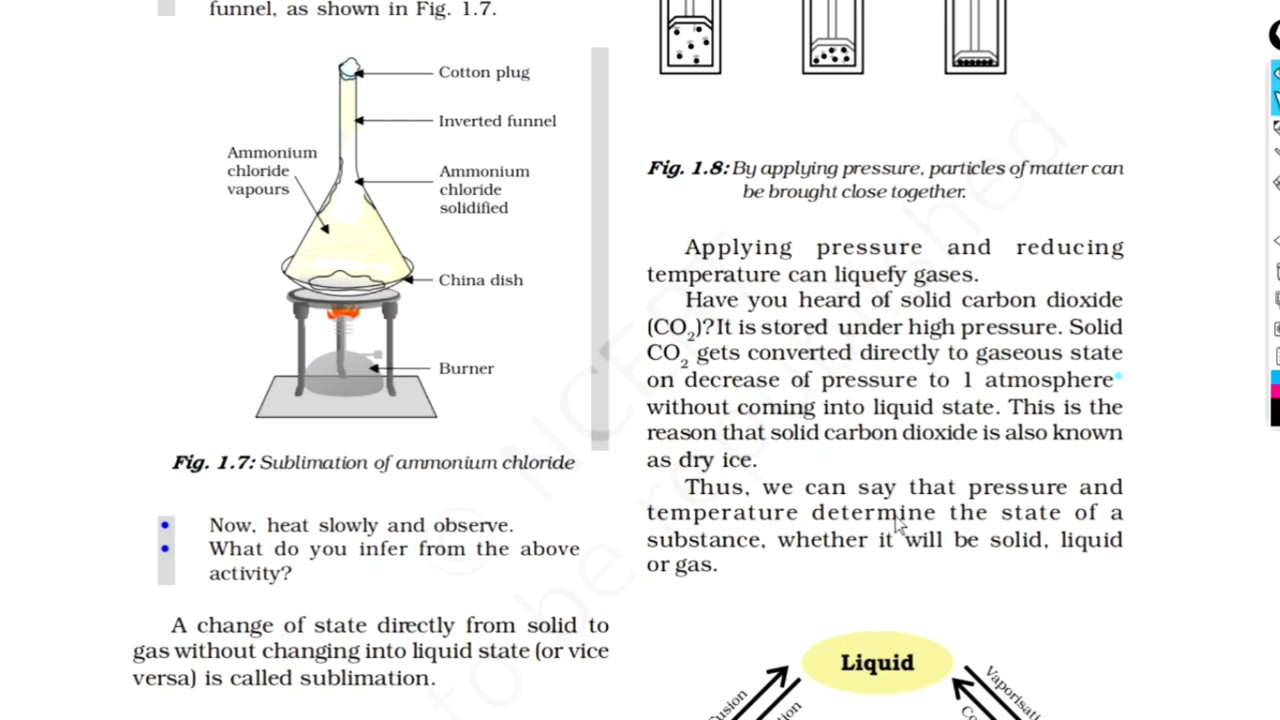 funnel, as shown in Fig. 1.7.
Cotton plug
Inverted funnel
Ammonium
chloride
vapours
Ammonium
chloride
solidified
China dish
Burner
Fig. 1.7: Sublimation of ammonium chloride
• Now, heat slowly and observe.
• What do you infer from the above
activity?
A change of state directly from solid to
gas without changing into liquid state (or vice
versa) is called sublimation.
Fig. 1.8: By applying pressure, particles of matter can
be brought close together.
Applying pressure and reducing
temperature can liquefy gases.
Have you heard of solid carbon dioxide
(CO₂)? It is stored under high pressure. Solid
CO₂ gets converted directly to gaseous state
on decrease of pressure to 1 atmosphere*
without coming into liquid state. This is the
reason that solid carbon dioxide is also known
as dry ice.
Thus, we can say that pressure and
temperature determine the state of a
substance, whether it will be solid, liquid
or gas.
Liquid
© NCERT
to be republished